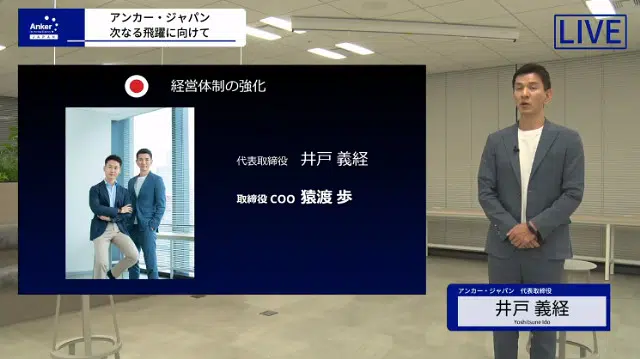 Anker
JAPAN
アンカー・ジャパン
次なる飛躍に向けて
LIVE
経営体制の強化
代表取締役 井戸 義経
取締役 COO 猿渡 歩
アンカー・ジャパン 代表取締役
井戸 義経
Yoshitsune Ido